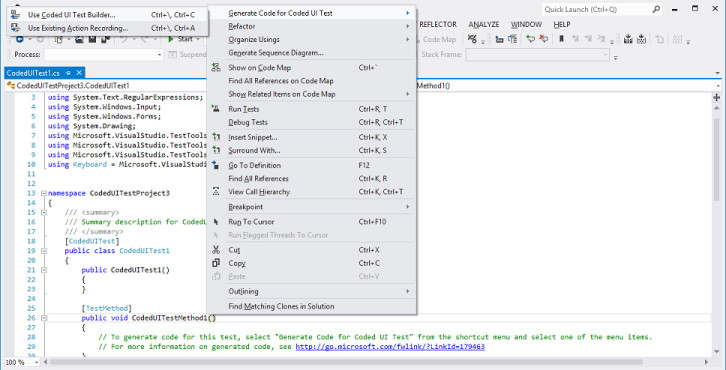 Use Coded UI Test Builder... Ctrl+\, Ctrl+C
Use Existing Action Recording... Ctrl+\, Ctrl+A
Generate Code for Coded UI Test
Refactor
Organize Usings
Generate Sequence Diagram...
Show on Code Map Ctrl+`
Find All References on Code Map
Show Related Items on Code Map
Run Tests Ctrl+R, T
Debug Tests Ctrl+R, Ctrl+T
Insert Snippet... Ctrl+K, X
Surround With... Ctrl+K, S
Go To Definition F12
Find All References Ctrl+K, R
View Call Hierarchy Ctrl+K, Ctrl+T
Breakpoint
Run To Cursor Ctrl+F10
Run Flagged Threads To Cursor
Cut Ctrl+X
Copy Ctrl+C
Paste Ctrl+V
Outlining
Find Matching Clones in Solution
Quick Launch (Ctrl+Q)
REFLECTOR ANALYZE WINDOW HELP
Start
Code Map
Process:
Stack Frame:
CodedUITest1.cs
CodedUITestProject3.CodedUITest1
Method1()
3 using System.Text.RegularExpressions;
4 using System.Windows.Input;
5 using System.Windows.Forms;
6 using System.Drawing;
7 using Microsoft.VisualStudio.TestTools
8 using Microsoft.VisualStudio.TestTools
9 using Microsoft.VisualStudio.TestTools
10 using Keyboard = Microsoft.VisualStudi
11
12
13 namespace CodedUITestProject3
14 {
15 /// <summary>
16 /// Summary description for CodedU
17 /// </summary>
18 [CodedUITest]
19 public class CodedUITest1
20 {
21 public CodedUITest1()
22 {
23 }
24
25 [TestMethod]
26 public void CodedUITestMethod1()
27 {
28 // To generate code for this test, select "Generate Code for Coded UI Test" from the shortcut menu and select one of the menu items.
29 // For more information on generated code, see http://go.microsoft.com/fwlink/?LinkId=179463
30 }
100 %